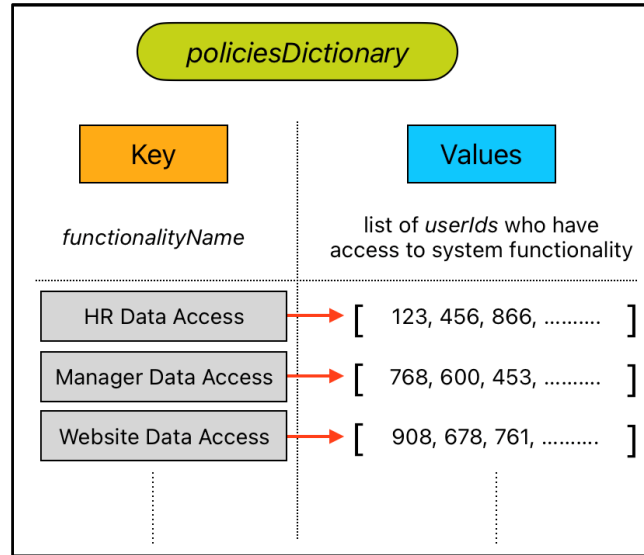 policiesDictionary
Key
Values
functionalityName
list of userIds who have
access to system functionality
HR Data Access
[ 123, 456, 866, .......... ]
Manager Data Access
[ 768, 600, 453, .......... ]
Website Data Access
[ 908, 678, 761, .......... ]